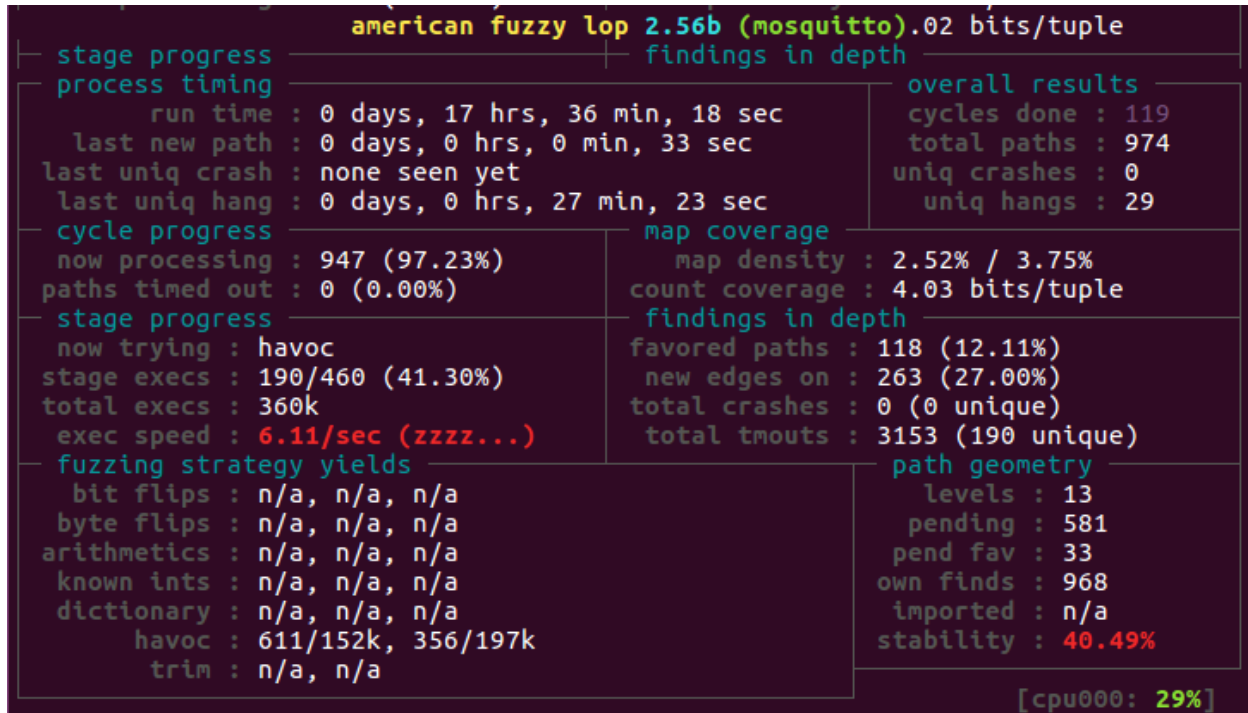 american fuzzy lop 2.56b (mosquitto).02 bits/tuple
stage progress findings in depth
process timing overall results
run time : 0 days, 17 hrs, 36 min, 18 sec cycles done : 119
last new path : 0 days, 0 hrs, 0 min, 33 sec total paths : 974
last uniq crash : none seen yet uniq crashes : 0
last uniq hang : 0 days, 0 hrs, 27 min, 23 sec uniq hangs : 29
cycle progress map coverage
now processing : 947 (97.23%) map density : 2.52% / 3.75%
paths timed out : 0 (0.00%) count coverage : 4.03 bits/tuple
stage progress findings in depth
now trying : havoc favored paths : 118 (12.11%)
stage execs : 190/460 (41.30%) new edges on : 263 (27.00%)
total execs : 360k total crashes : 0 (0 unique)
exec speed : 6.11/sec (zzzz...) total tmouts : 3153 (190 unique)
fuzzing strategy yields path geometry
bit flips : n/a, n/a, n/a levels : 13
byte flips : n/a, n/a, n/a pending : 581
arithmetics : n/a, n/a, n/a pend fav : 33
known ints : n/a, n/a, n/a own finds : 968
dictionary : n/a, n/a, n/a imported : n/a
havoc : 611/152k, 356/197k stability : 40.49%
trim : n/a, n/a
[cpu000: 29%]